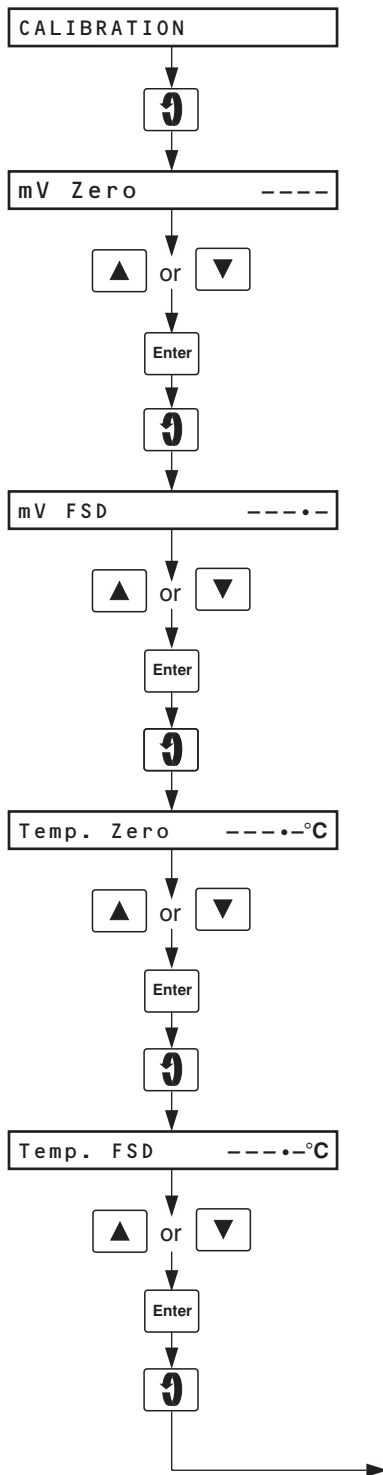 CALIBRATION
mV Zero ----
or
Enter
mV FSD ---•-
or
Enter
Temp. Zero ---•-°C
or
Enter
Temp. FSD ---•-°C
or
Enter